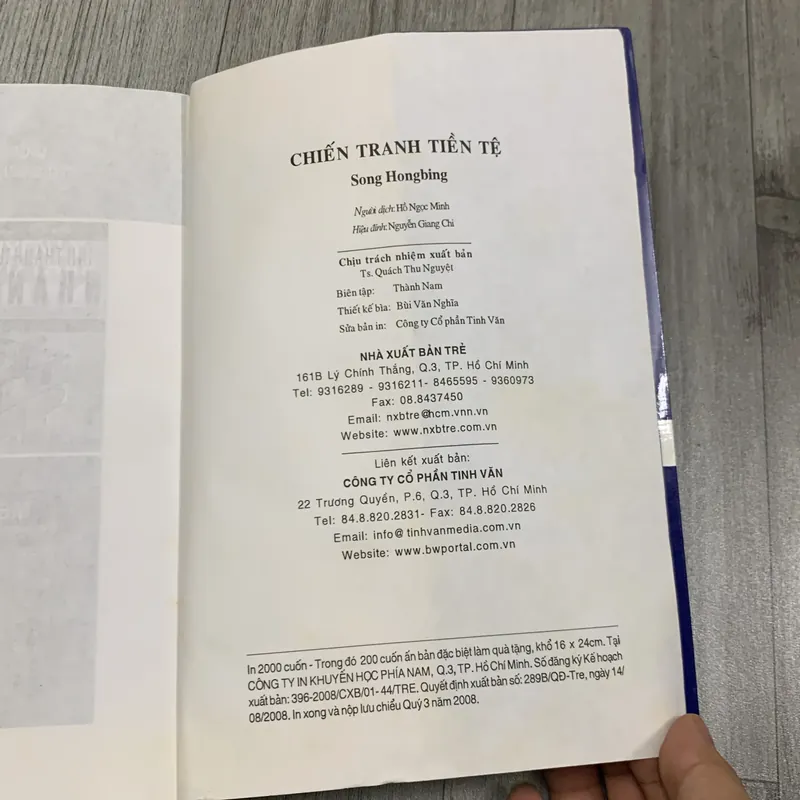 CHIẾN TRANH TIỀN TỆ
Song Hongbing
Người dịch: Hồ Ngọc Minh
Hiệu đính: Nguyễn Giang Chi
Chịu trách nhiệm xuất bản
Ts. Quách Thu Nguyệt
Biên tập: Thành Nam
Thiết kế bìa: Bùi Văn Nghĩa
Sửa bản in: Công ty Cổ phần Tinh Văn
NHÀ XUẤT BẢN TRẺ
161B Lý Chính Thắng, Q.3, TP. Hồ Chí Minh
Tel: 9316289 - 9316211- 8465595 - 9360973
Fax: 08.8437450
Email: nxbtre@hcm.vnn.vn
Website: www.nxbtre.com.vn
Liên kết xuất bản:
CÔNG TY CỔ PHẦN TINH VĂN
22 Trương Quyền, P.6, Q.3, TP. Hồ Chí Minh
Tel: 84.8.820.2831- Fax: 84.8.820.2826
Email: info@tinhvanmedia.com.vn
Website: www.bwportal.com.vn
In 2000 cuốn - Trong đó 200 cuốn ấn bản đặc biệt làm quà tặng, khổ 16 x 24cm. Tại
CÔNG TY IN KHUYẾN HỌC PHÍA NAM, Q.3, TP. Hồ Chí Minh. Số đăng ký Kế hoạch
xuất bản: 396-2008/CXB/01- 44/TRE. Quyết định xuất bản số: 289B/QĐ-Tre, ngày 14/
08/2008. In xong và nộp lưu chiểu Quý 3 năm 2008.